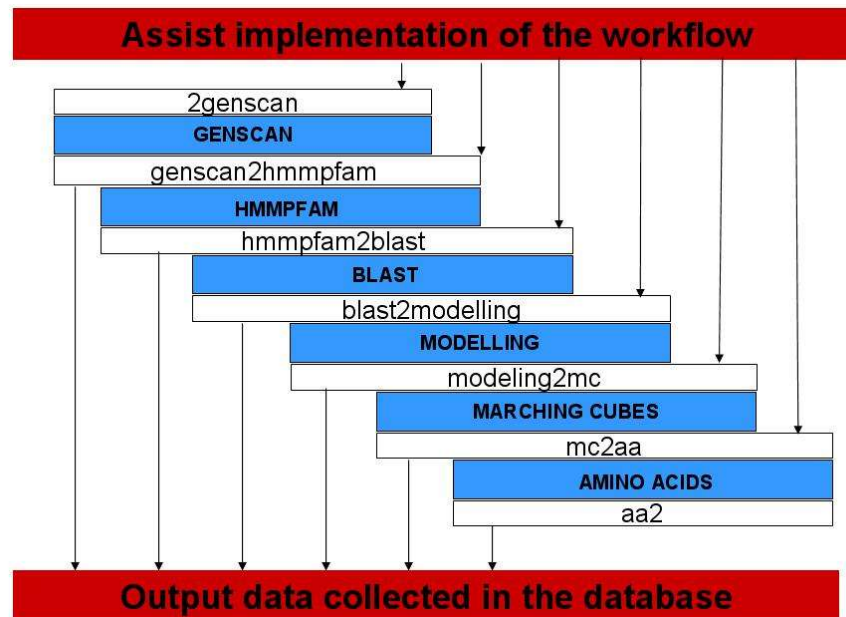 Assist implementation of the workflow
2genscan
GENSCAN
genscan2hmmpfam
HMMPFAM
hmmpfam2blast
BLAST
blast2modelling
MODELLING
modeling2mc
MARCHING CUBES
mc2aa
AMINO ACIDS
aa2
Output data collected in the database